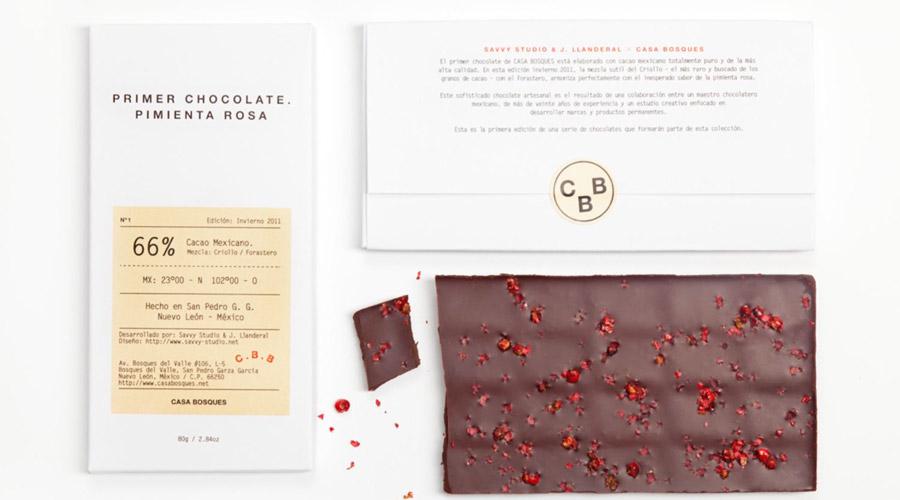 PRIMER CHOCOLATE.
PIMIENTA ROSA
Nº1 Edición: Invierno 2011
66% Cacao Mexicano.
Mezcla: Criollo / Forastero
MX: 23º00 - N 102º00 - O
Hecho en San Pedro G. G.
Nuevo León - México
Desarrollado por: Savvy Studio & J. Llanderal
Diseño: http://www.savvy-studio.net
C.B.B
Av. Bosques del Valle #106, L-5
Bosques del Valle, San Pedro Garza García
Nuevo León, México / C.P. 66250
http://www.casabosques.net
CASA BOSQUES
80g / 2.84oz
SAVVY STUDIO & J. LLANDERAL × CASA BOSQUES
El primer chocolate de CASA BOSQUES está elaborado con cacao mexicano totalmente puro y de la más
alta calidad. En esta edición invierno 2011, la mezcla sutil del Criollo - el más raro y buscado de los
granos de cacao - con el Forastero, armoniza perfectamente con el inesperado sabor de la pimienta rosa.
Este sofisticado chocolate artesanal es el resultado de una colaboración entre un maestro chocolatero
mexicano, de más de veinte años de experiencia y un estudio creativo enfocado en
desarrollar marcas y productos permanentes.
Esta es la primera edición de una serie de chocolates que formarán parte de esta colección.
C B B